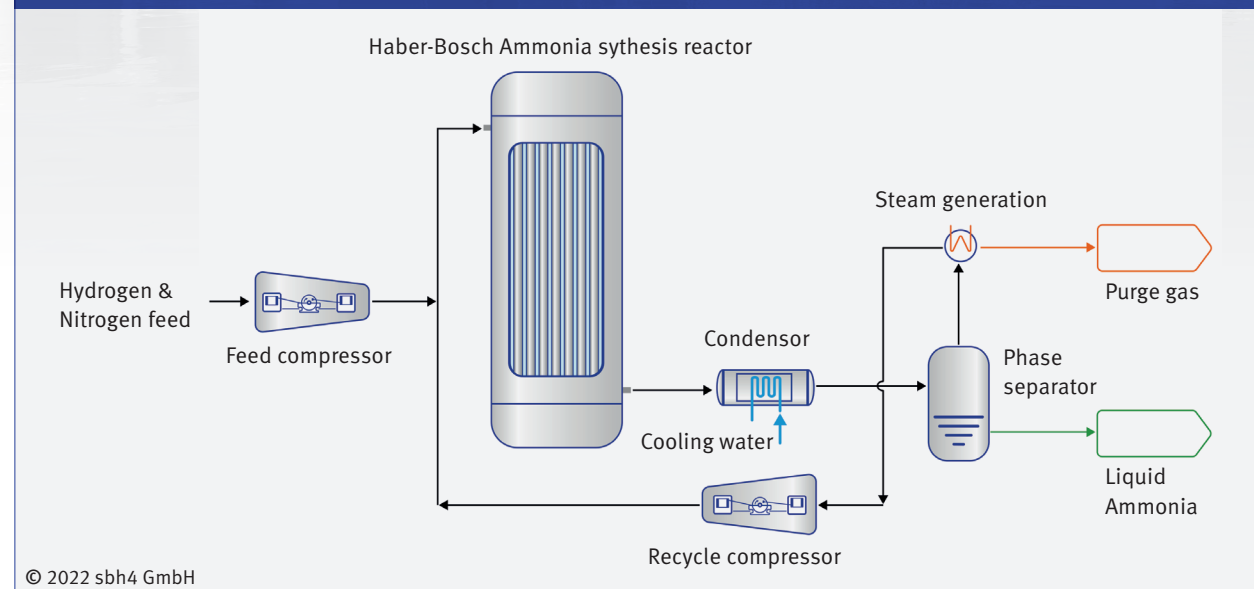 Haber-Bosch Ammonia sythesis reactor
Steam generation
Hydrogen &
Nitrogen feed
Purge gas
Feed compressor
Condensor
Phase
separator
Cooling water
Liquid
Ammonia
Recycle compressor
© 2022 sbh4 GmbH